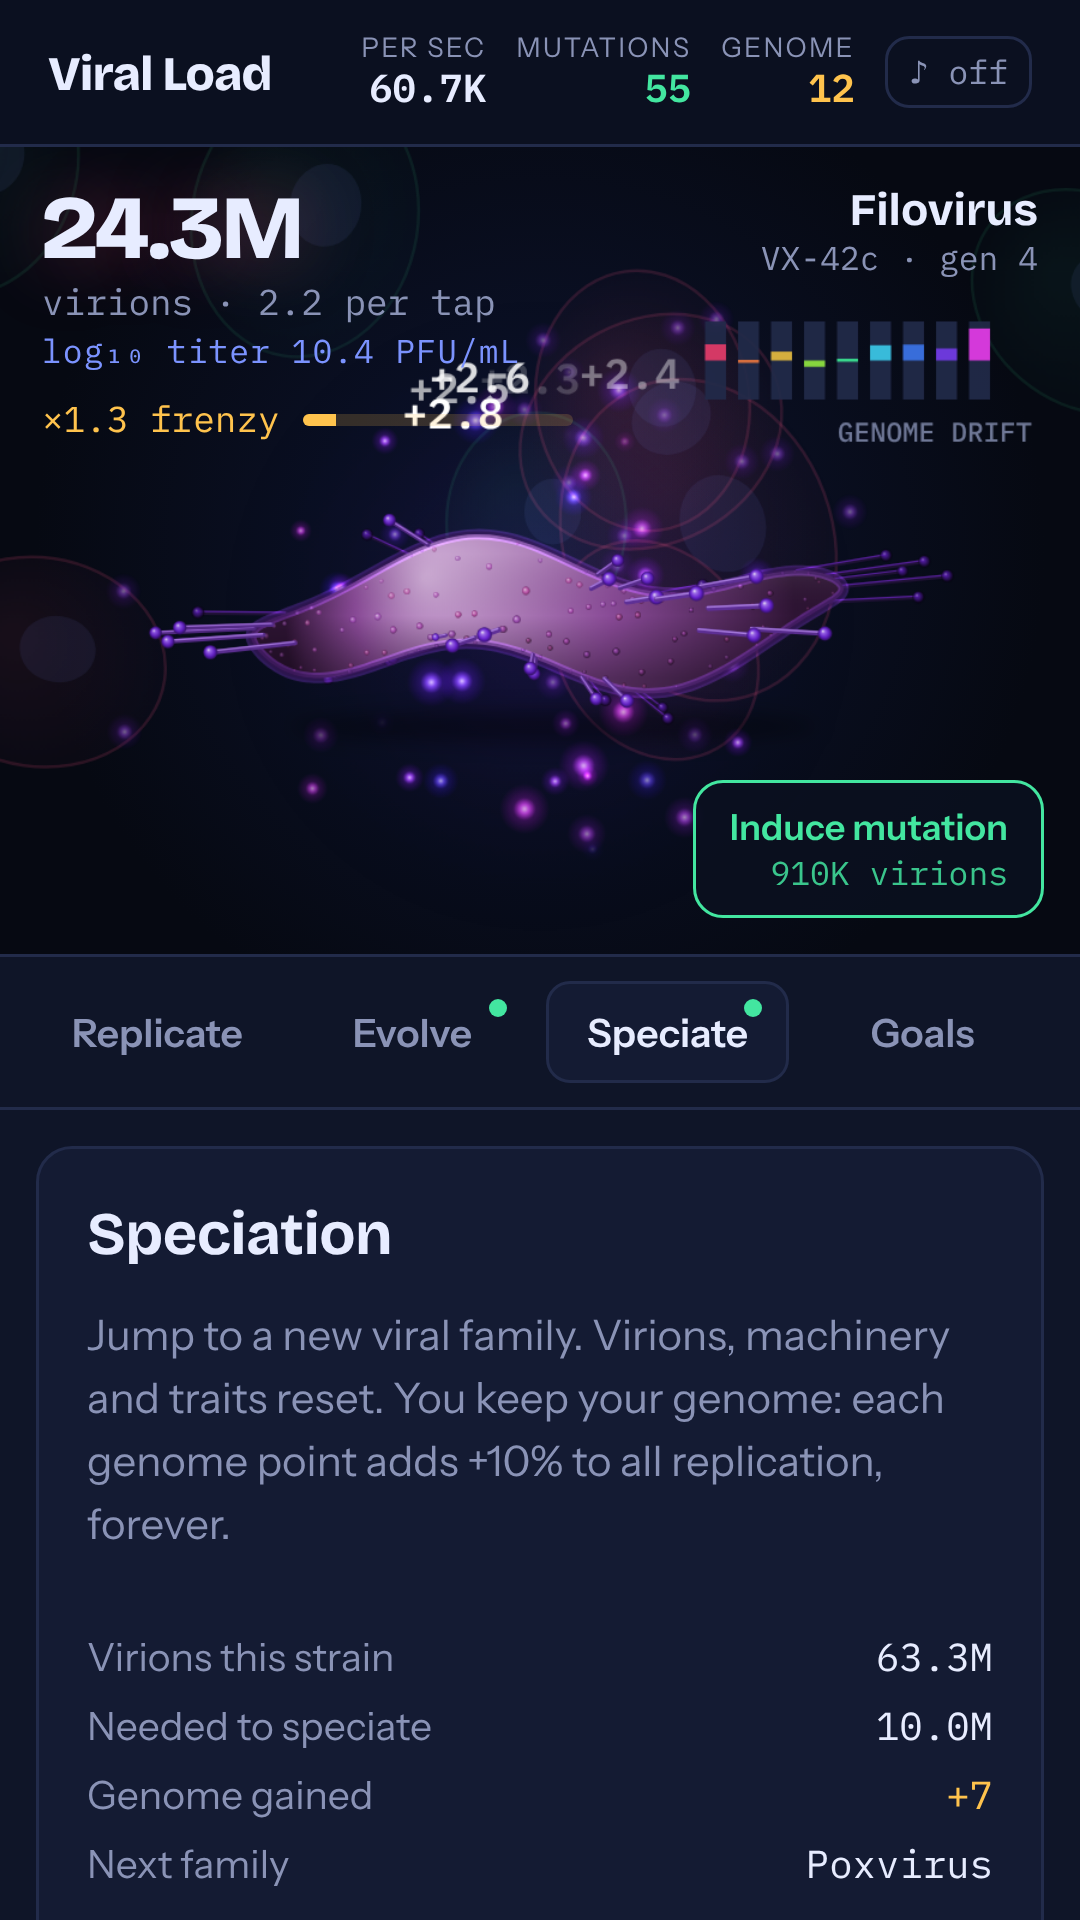 Viral Load
PER SEC
60.7K
MUTATIONS
55
GENOME
12
♪ off
24.3M
virions · 2.2 per tap
log₁₀ titer 10.4 PFU/mL
×1.3 frenzy
+2.6
+2.4
+2.8
Filovirus
VX-42c · gen 4
GENOME DRIFT
Induce mutation
910K virions
Replicate
Evolve
Speciate
Goals
Speciation
Jump to a new viral family. Virions, machinery
and traits reset. You keep your genome: each
genome point adds +10% to all replication,
forever.
Virions this strain 63.3M
Needed to speciate 10.0M
Genome gained +7
Next family Poxvirus